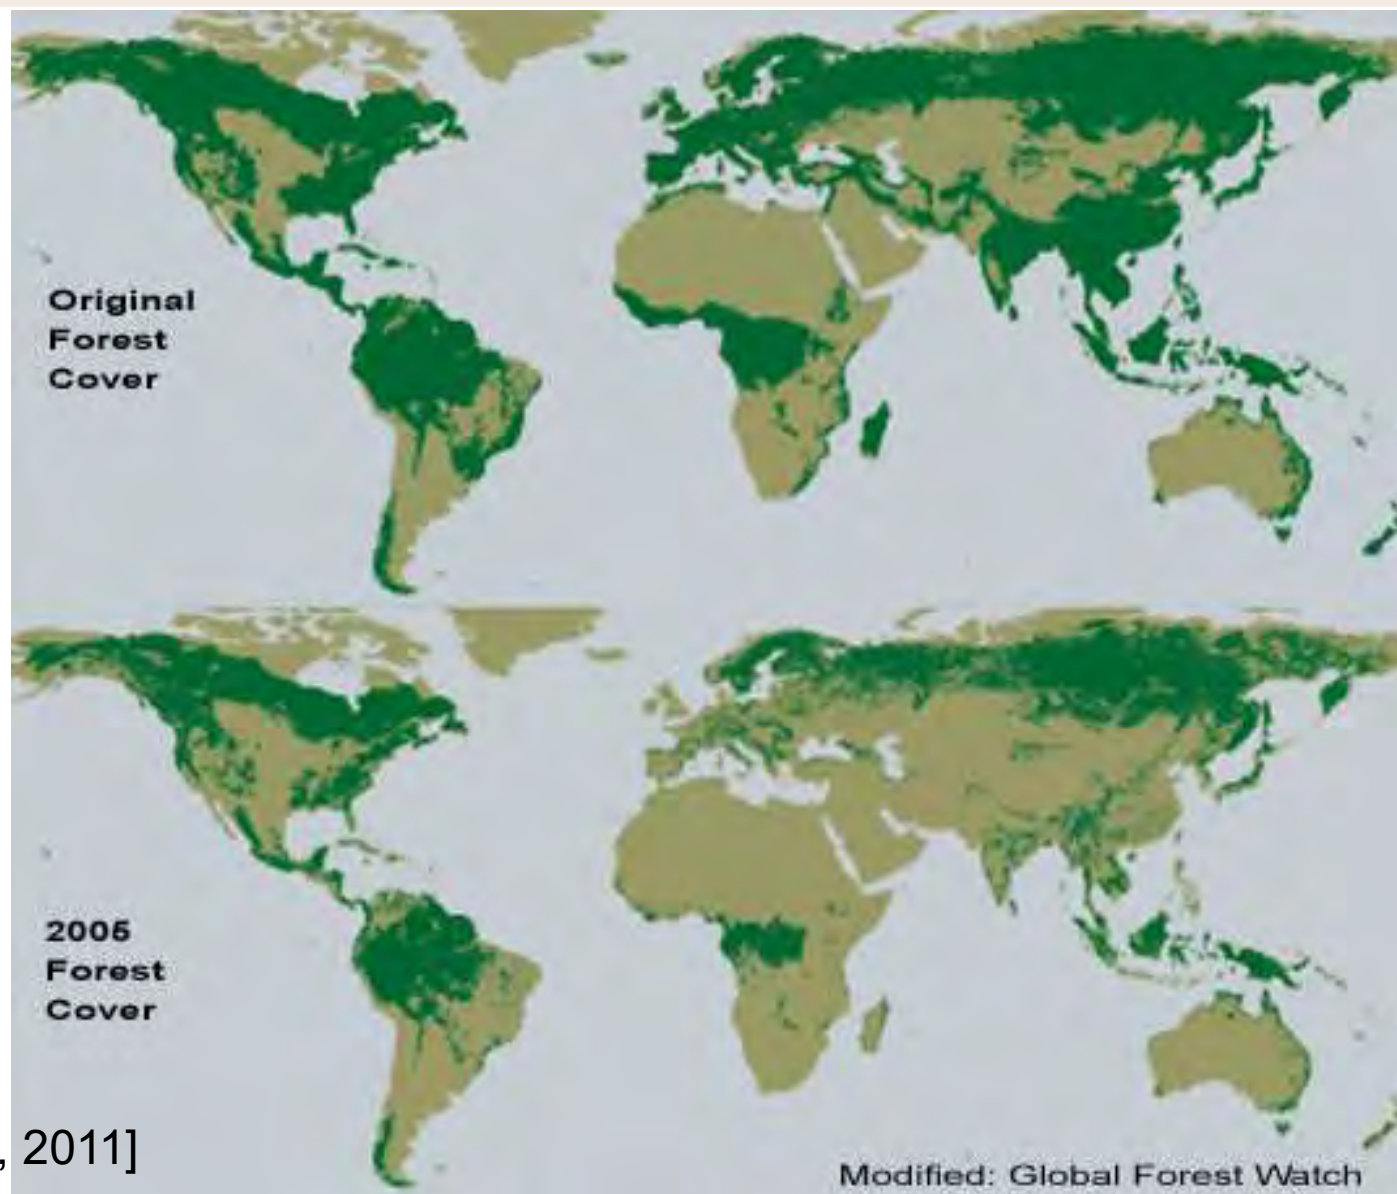 Original
Forest
Cover
2005
Forest
Cover
, 2011]
Modified: Global Forest Watch